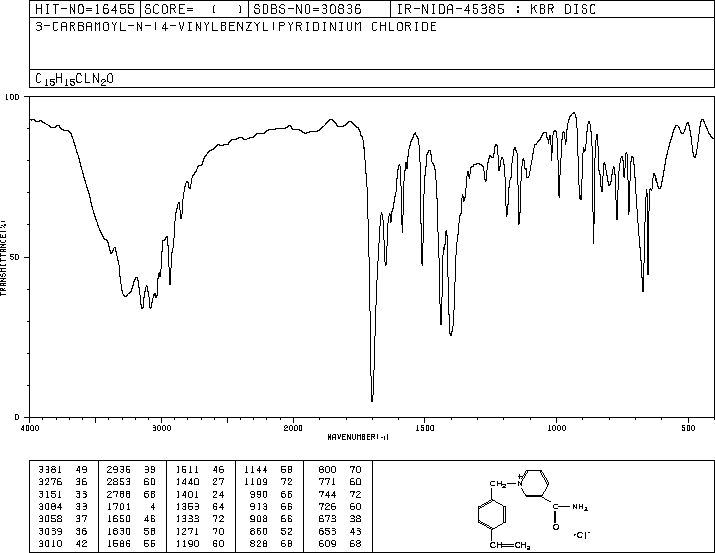 HIT-NO=16455 SCORE= ( ) SDBS-NO=30836 IR-NIDA-45385 : KBR DISC
3-CARBAMOYL-N-(4-VINYLBENZYL)PYRIDINIUM CHLORIDE
C15H15CLN2O
100
50
0
TRANSMITTANCE(%)
4000 3000 2000 1500 1000 500
WAVENUMBER(-1)
3381 49 2936 39 1511 46 1144 58 800 70
3276 36 2853 60 1440 27 1109 72 771 60
3151 33 2788 68 1401 24 990 66 744 72
3084 33 1701 4 1353 64 913 66 726 60
3058 37 1650 46 1333 72 908 66 673 38
3039 36 1630 58 1271 70 860 52 653 43
3010 42 1586 55 1190 60 828 68 609 68
CH2 N+
C NH2
O
·Cl-
CH=CH2